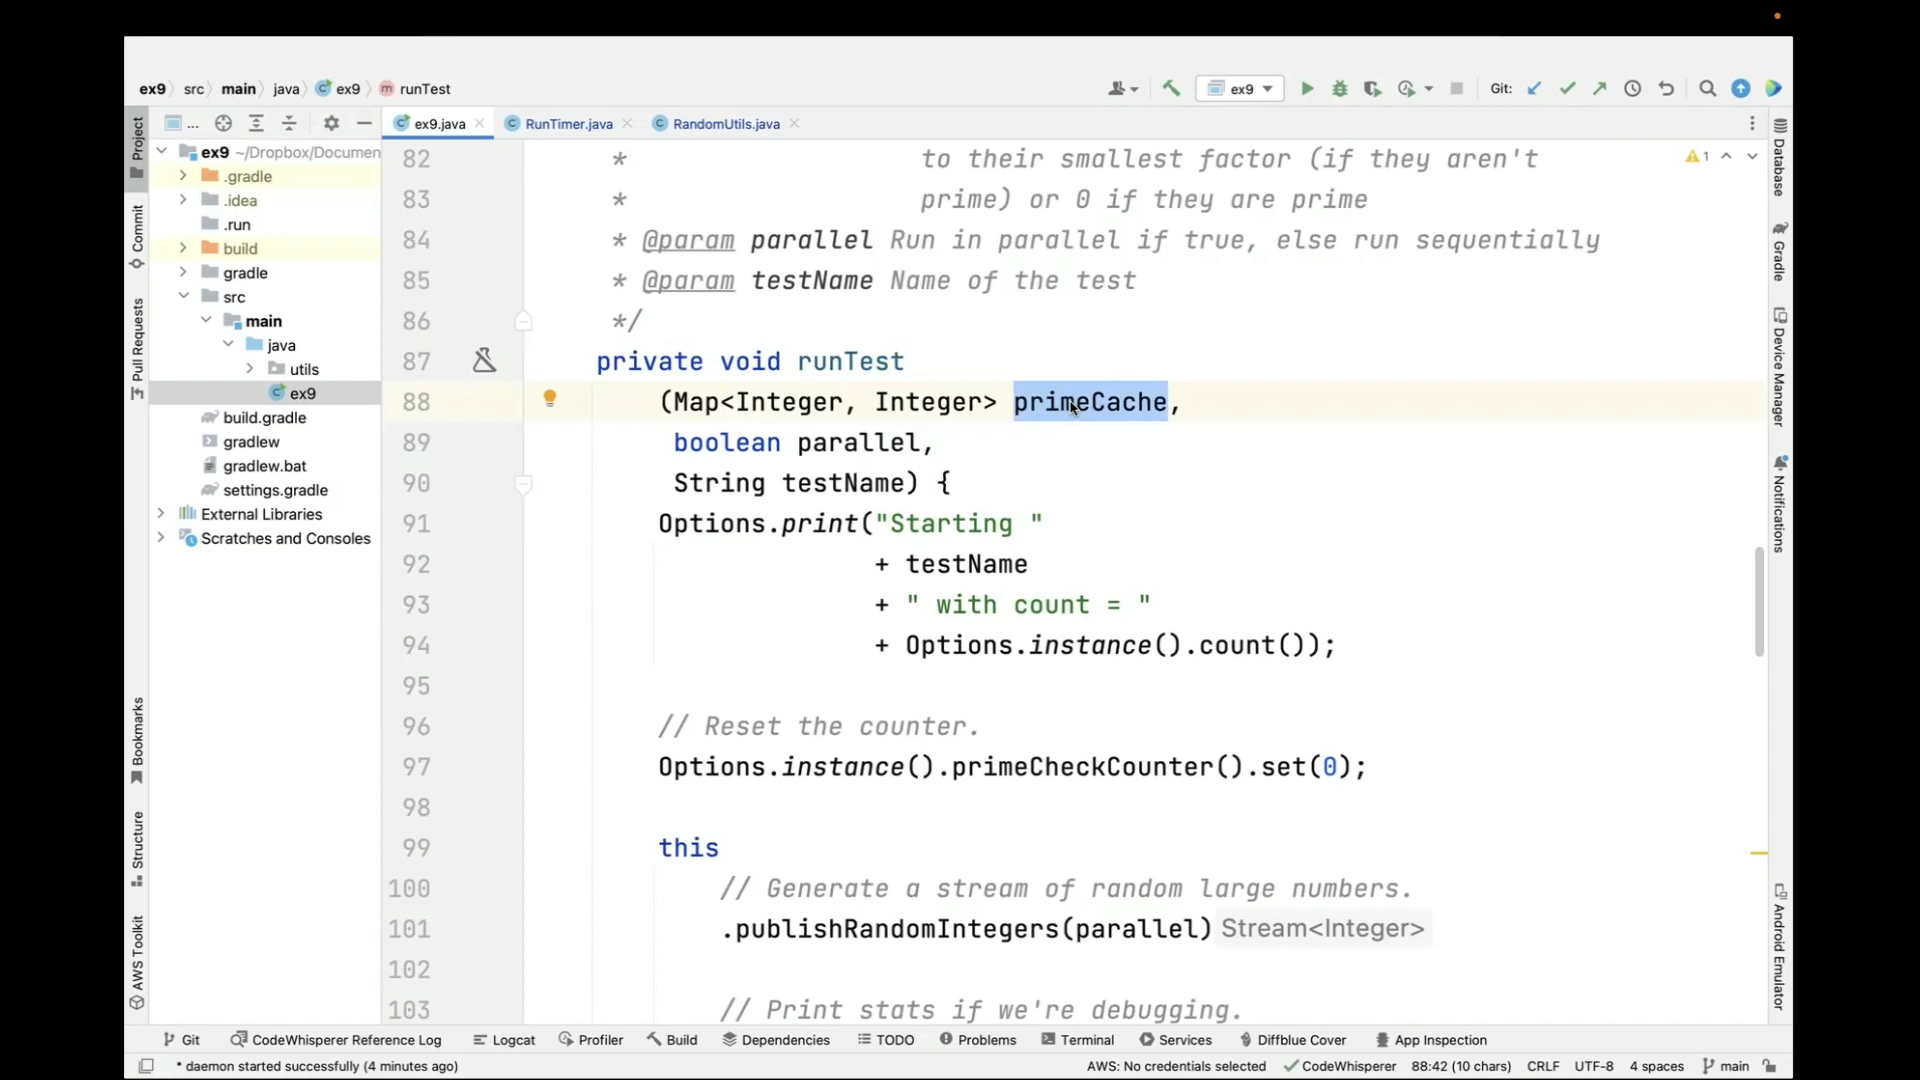 ex9 src main java ex9 runTest
ex9
Git:
...
ex9.java
RunTimer.java
RandomUtils.java
Project
Commit
Pull Requests
Bookmarks
Structure
AWS Toolkit
ex9 ~/Dropbox/Documen
.gradle
.idea
.run
build
gradle
src
main
java
utils
ex9
build.gradle
gradlew
gradlew.bat
settings.gradle
External Libraries
Scratches and Consoles
1
82 * to their smallest factor (if they aren't
83 * prime) or 0 if they are prime
84 * @param parallel Run in parallel if true, else run sequentially
85 * @param testName Name of the test
86 */
87 private void runTest
88 (Map<Integer, Integer> primeCache,
89 boolean parallel,
90 String testName) {
91 Options.print("Starting "
92 + testName
93 + " with count = "
94 + Options.instance().count());
95
96 // Reset the counter.
97 Options.instance().primeCheckCounter().set(0);
98
99 this
100 // Generate a stream of random large numbers.
101 .publishRandomIntegers(parallel) Stream<Integer>
102
103 // Print stats if we're debugging.
Database
Gradle
Device Manager
Notifications
Android Emulator
Git CodeWhisperer Reference Log Logcat Profiler Build Dependencies TODO Problems Terminal Services Diffblue Cover App Inspection
* daemon started successfully (4 minutes ago) AWS: No credentials selected CodeWhisperer 88:42 (10 chars) CRLF UTF-8 4 spaces main